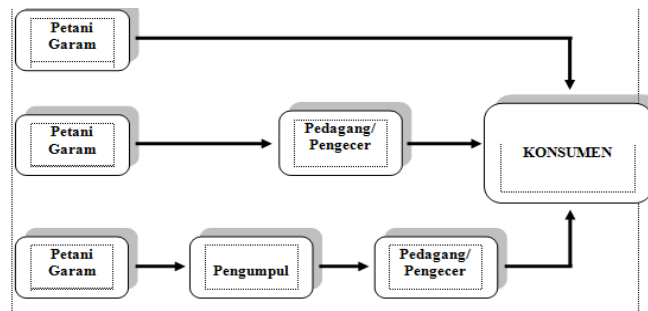 Petani
Garam
Petani
Garam
Pedagang/
Pengecer
KONSUMEN
Petani
Garam
Pengumpul
Pedagang/
Pengecer